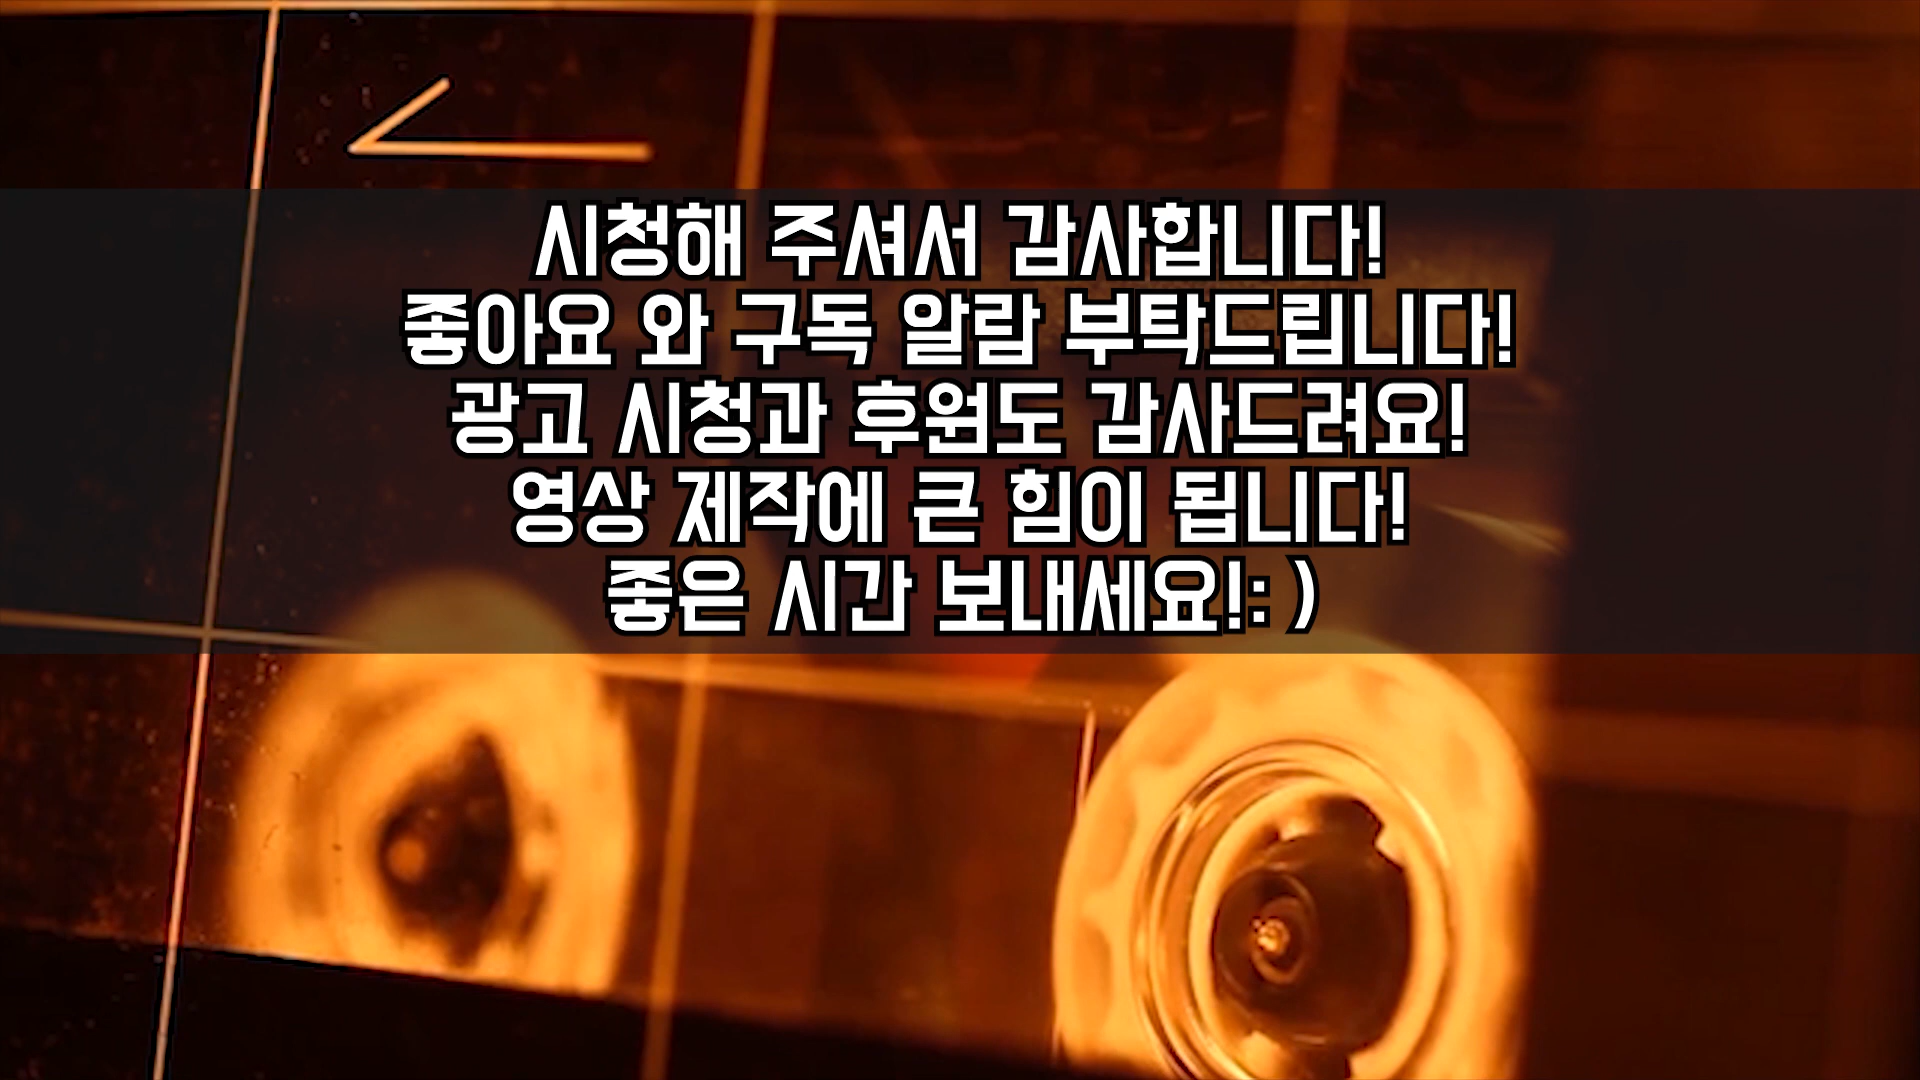 시청해 주셔서 감사합니다!
좋아요 와 구독 알람 부탁드립니다!
광고 시청과 후원도 감사드려요!
영상 제작에 큰 힘이 됩니다!
좋은 시간 보내세요!: )